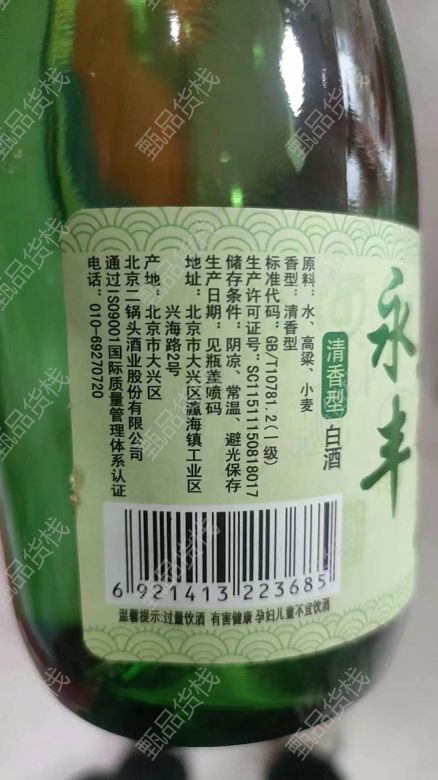 永丰
清香型
白酒
原料：水、高粱、小麦
香型：清香型
标准代码：GB/T10781.2(一级)
生产许可证号：SC11511150818017
储存条件：阴凉、常温、避光保存
生产日期：见瓶盖喷码
地址：北京市大兴区瀛海镇工业区
兴海路2号
产地：北京市大兴区
北京二锅头酒业股份有限公司
通过ISO9001国际质量管理体系认证
电话：010-69270720
6 921413 223685
温馨提示:过量饮酒 有害健康 孕妇儿童不宜饮酒
甄品货栈